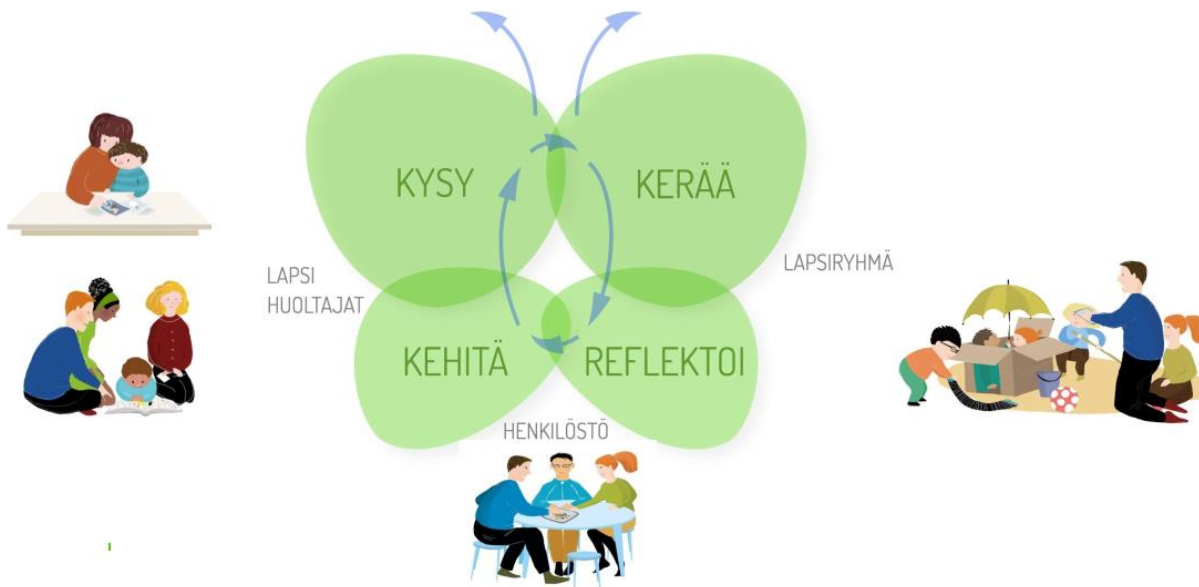 KYSY
KERÄÄ
LAPSI
HUOLTAJAT
LAPSIRYHMÄ
KEHITÄ
REFLEKTOI
HENKILÖSTÖ